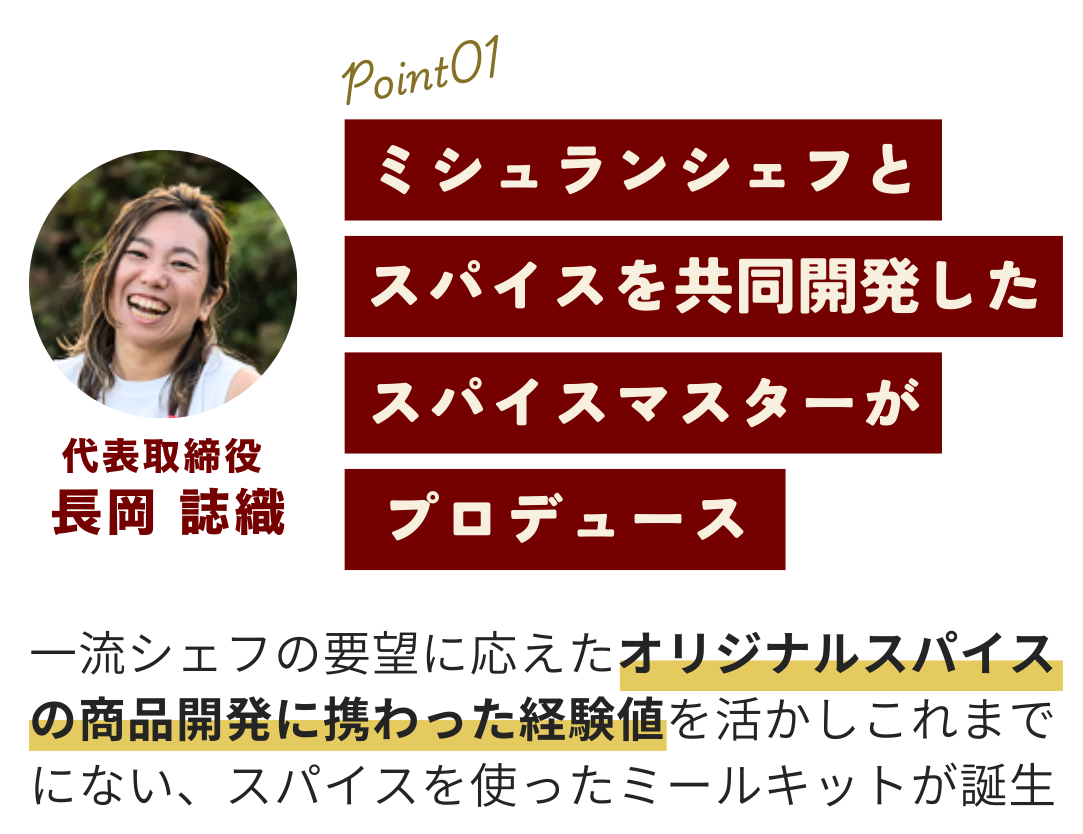 Point01
ミシュランシェフと
スパイスを共同開発した
スパイスマスターが
プロデュース
代表取締役
長岡 誌織
一流シェフの要望に応えたオリジナルスパイス
の商品開発に携わった経験値を活かしこれまで
にない、スパイスを使ったミールキットが誕生